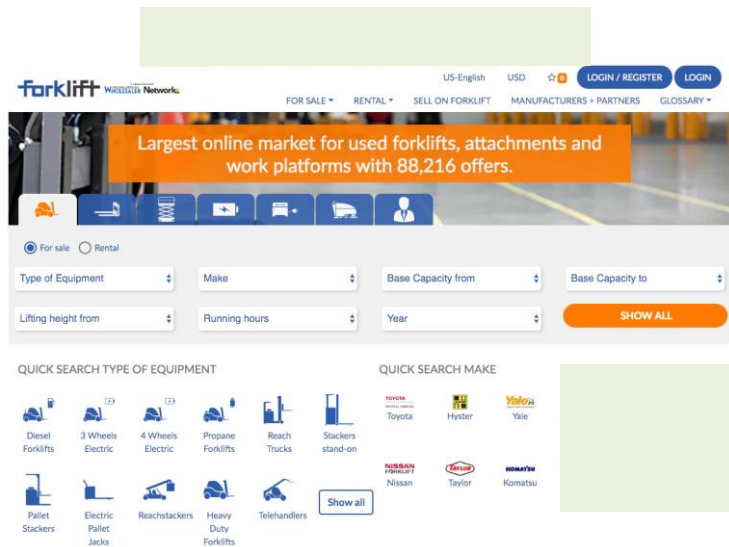 US-English USD 0 LOGIN / REGISTER LOGIN
forklift WHOLESALER Network
FOR SALE RENTAL SELL ON FORKLIFT MANUFACTURERS + PARTNERS GLOSSARY
Largest online market for used forklifts, attachments and
work platforms with 88,216 offers.
For sale Rental
Type of Equipment Make Base Capacity from Base Capacity to
Lifting height from Running hours Year SHOW ALL
QUICK SEARCH TYPE OF EQUIPMENT QUICK SEARCH MAKE
TOYOTA Yale
Diesel 3 Wheels 4 Wheels Propane Reach Stackers Toyota Hyster Yale
Forklifts Electric Electric Forklifts Trucks stand-on
NISSAN TAYLOR KOMATSU
FORKLIFT
Nissan Taylor Komatsu
Show all
Pallet Electric Reachstackers Heavy Telehandlers
Stackers Pallet Duty
Jacks Forklifts